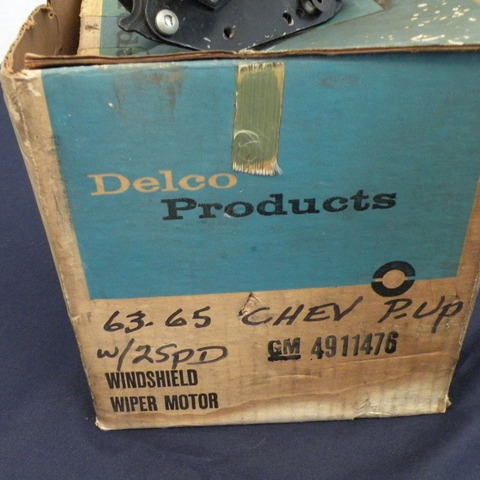 Delco
Products
63-65 CHEV P.Up
w/2SPD GM 4911476
WINDSHIELD
WIPER MOTOR